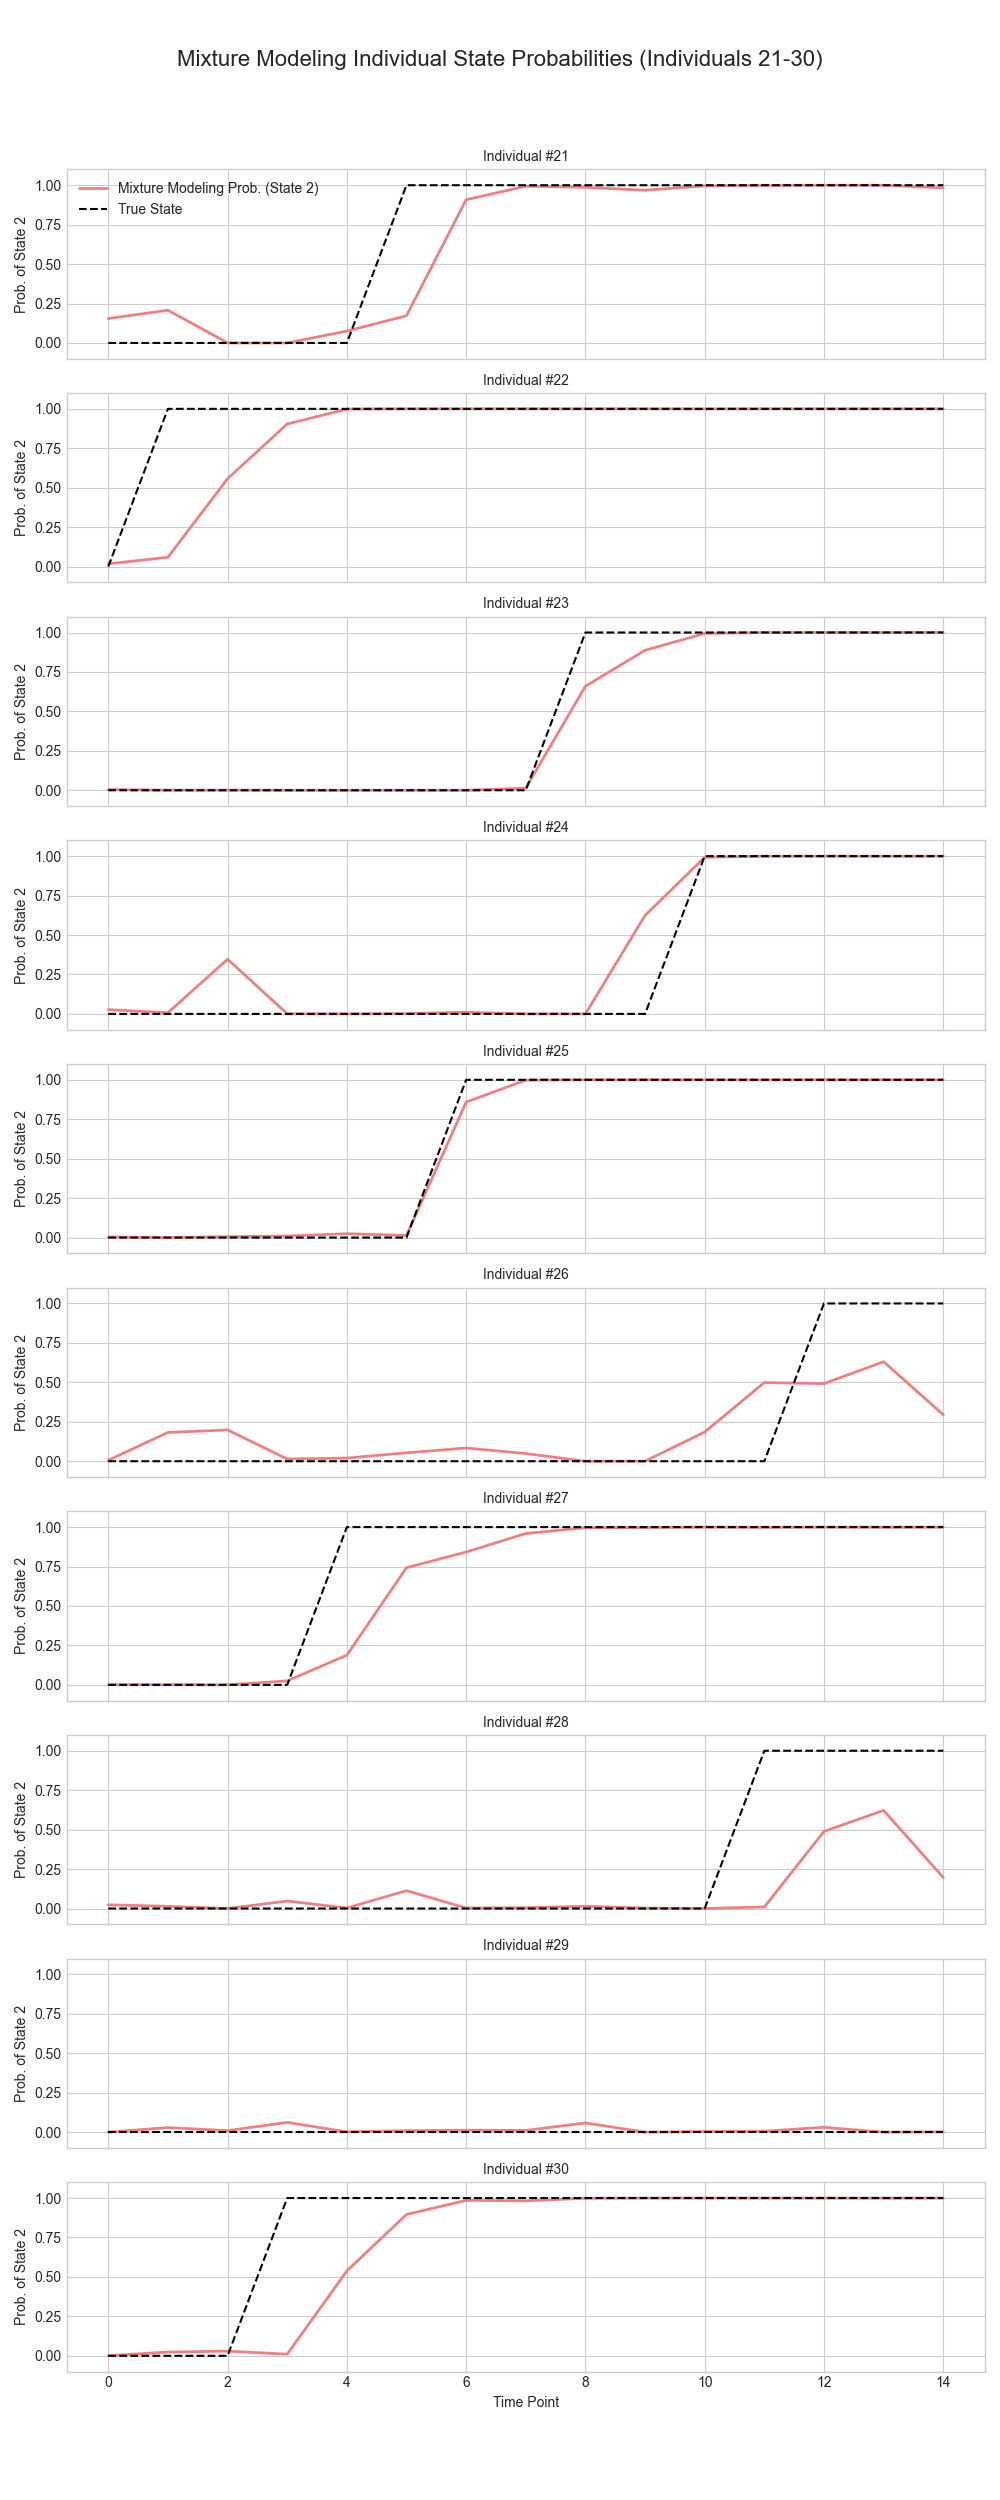 Mixture Modeling Individual State Probabilities (Individuals 21-30)
Individual #21
Prob. of State 2
1.00
0.75
0.50
0.25
0.00
Mixture Modeling Prob. (State 2)
True State
Individual #22
Prob. of State 2
1.00
0.75
0.50
0.25
0.00
Individual #23
Prob. of State 2
1.00
0.75
0.50
0.25
0.00
Individual #24
Prob. of State 2
1.00
0.75
0.50
0.25
0.00
Individual #25
Prob. of State 2
1.00
0.75
0.50
0.25
0.00
Individual #26
Prob. of State 2
1.00
0.75
0.50
0.25
0.00
Individual #27
Prob. of State 2
1.00
0.75
0.50
0.25
0.00
Individual #28
Prob. of State 2
1.00
0.75
0.50
0.25
0.00
Individual #29
Prob. of State 2
1.00
0.75
0.50
0.25
0.00
Individual #30
Prob. of State 2
1.00
0.75
0.50
0.25
0.00
0 2 4 6 8 10 12 14
Time Point